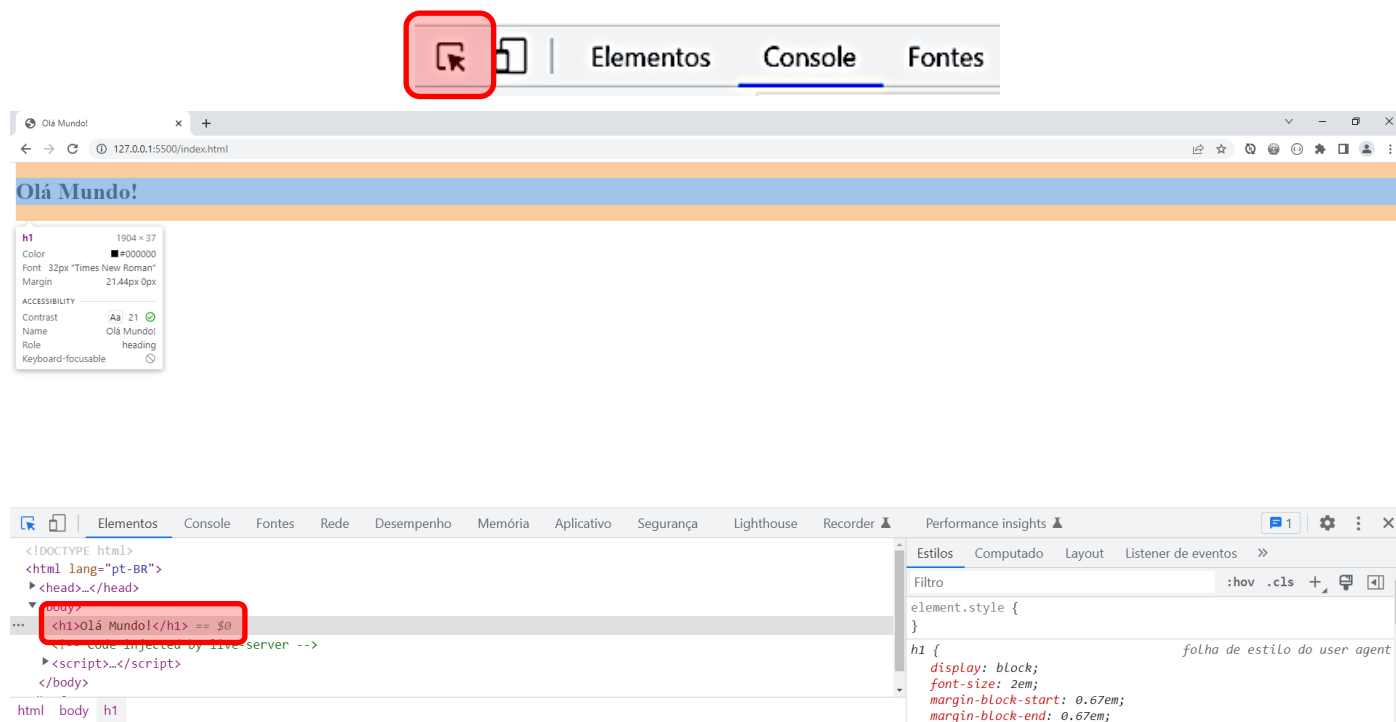 Elementos Console Fontes
Olá Mundo!
127.0.0.1:5500/index.html
Olá Mundo!
h1 1904 × 37
Color #000000
Font 32px "Times New Roman"
Margin 21.44px 0px
ACCESSIBILITY
Contrast Aa 21
Name Olá Mundo!
Role heading
Keyboard-focusable
Elementos Console Fontes Rede Desempenho Memória Aplicativo Segurança Lighthouse Recorder Performance insights 1
<!DOCTYPE html>
<html lang="pt-BR">
<head>…</head>
<body>
<h1>Olá Mundo!</h1> == $0
<!-- Code injected by live-server -->
<script>…</script>
</body>
html body h1
Estilos Computado Layout Listener de eventos
Filtro :hov .cls
element.style {
}
h1 { folha de estilo do user agent
display: block;
font-size: 2em;
margin-block-start: 0.67em;
margin-block-end: 0.67em;